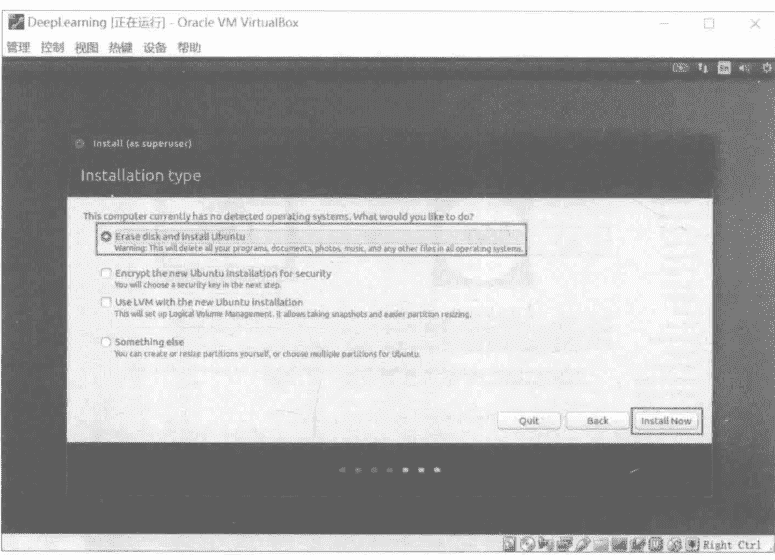 DeepLearning [正在运行] - Oracle VM VirtualBox
管理 控制 视图 热键 设备 帮助
Install (as superuser)
Installation type
This computer currently has no detected operating systems. What would you like to do?
Erase disk and install Ubuntu
Warning: This will delete all your programs, documents, photos, music, and any other files in all operating systems.
Encrypt the new Ubuntu installation for security
You will choose a security key in the next step.
Use LVM with the new Ubuntu installation
This will set up Logical Volume Management. It allows taking snapshots and easier partition resizing.
Something else
You can create or resize partitions yourself, or choose multiple partitions for Ubuntu.
Quit Back Install Now
Right Ctrl